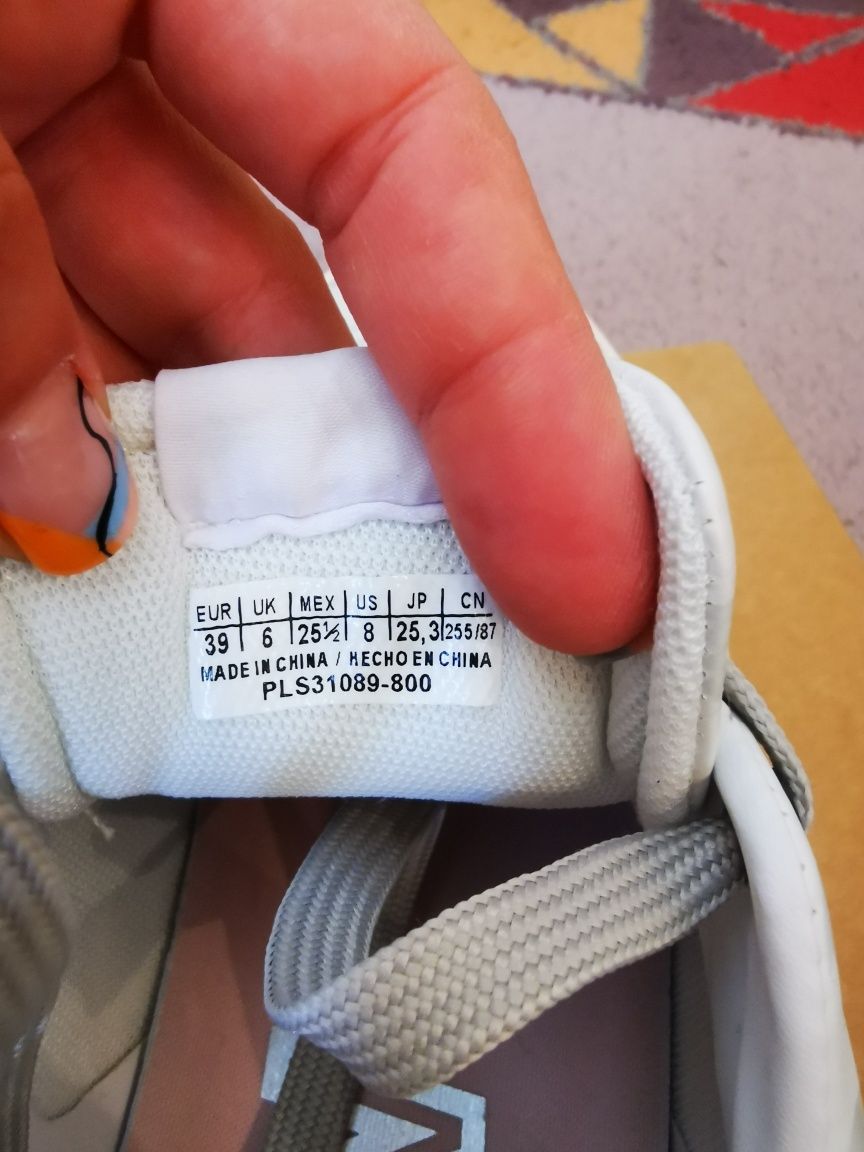 EUR UK MEX US JP CN
39 6 25½ 8 25,3 255/87
MADE IN CHINA / HECHO EN CHINA
PLS31089-800